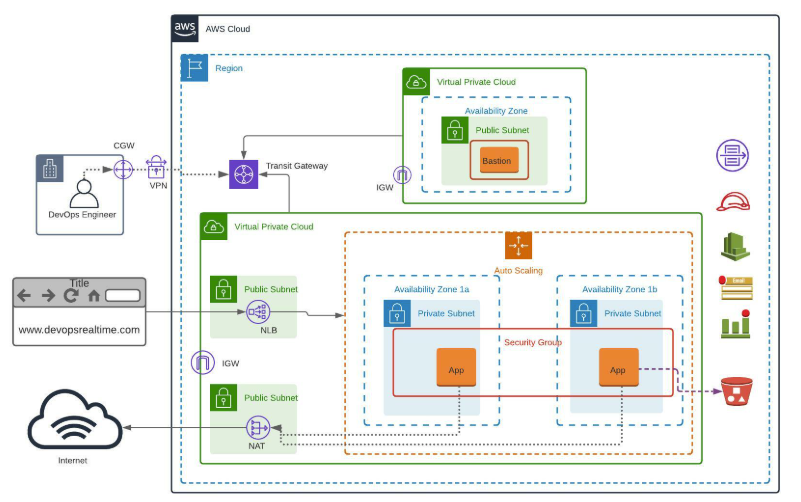 aws
AWS Cloud
Region
Virtual Private Cloud
Availability Zone
Public Subnet
Bastion
IGW
CGW
VPN
DevOps Engineer
Transit Gateway
Virtual Private Cloud
Auto Scaling
Title
www.devopsrealtime.com
Public Subnet
NLB
Availability Zone 1a
Private Subnet
Availability Zone 1b
Private Subnet
Security Group
App
App
IGW
Public Subnet
NAT
Internet
Email